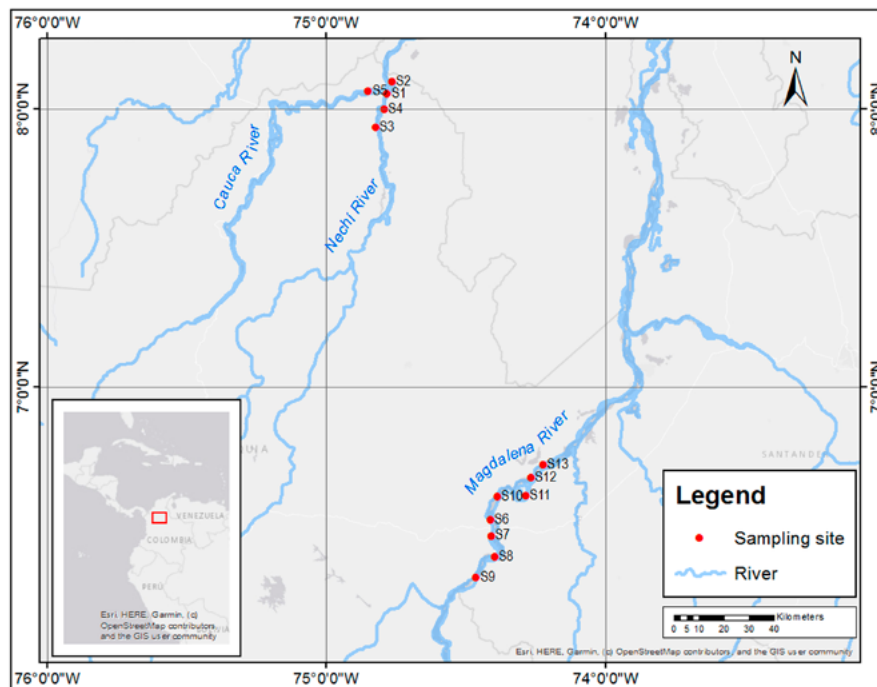 76°0'0"W
75°0'0"W
74°0'0"W
N
S2
S5
S1
8°0'0"N
8°0'0"N
S4
S3
Cauca River
Nechí River
7°0'0"N
7°0'0"N
Magdalena River
SANTANDE
S13
S12
S10
S11
S6
S7
S8
S9
VENEZUELA
COLOMBIA
PERÚ
Esri, HERE, Garmin, (c)
OpenStreetMap contributors,
and the GIS user community
Legend
Sampling site
River
Kilometers
0 5 10 20 30 40
Esri, HERE, Garmin, (c) OpenStreetMap contributors, and the GIS user community
76°0'0"W
75°0'0"W
74°0'0"W